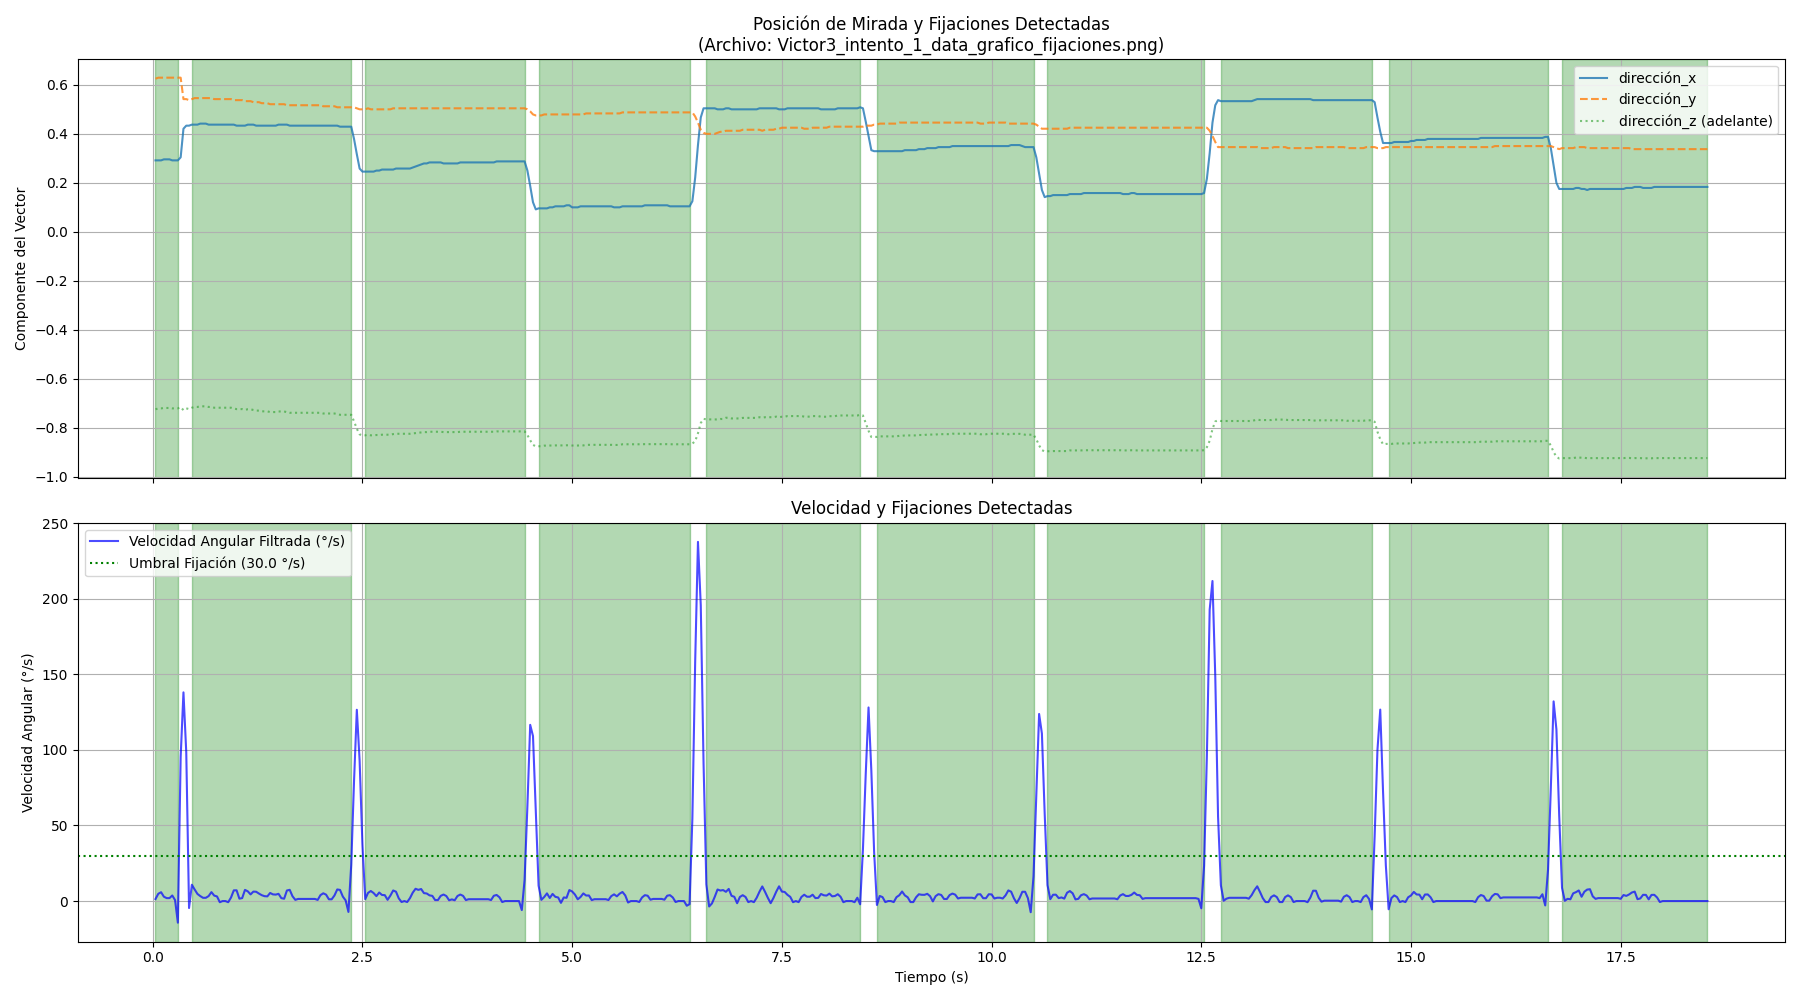 Posición de Mirada y Fijaciones Detectadas
(Archivo: Victor3_intento_1_data_grafico_fijaciones.png)
Componente del Vector
0.6
0.4
0.2
0.0
−0.2
−0.4
−0.6
−0.8
−1.0
dirección_x
dirección_y
dirección_z (adelante)
Velocidad y Fijaciones Detectadas
Velocidad Angular (°/s)
250
200
150
100
50
0
Velocidad Angular Filtrada (°/s)
Umbral Fijación (30.0 °/s)
0.0 2.5 5.0 7.5 10.0 12.5 15.0 17.5
Tiempo (s)